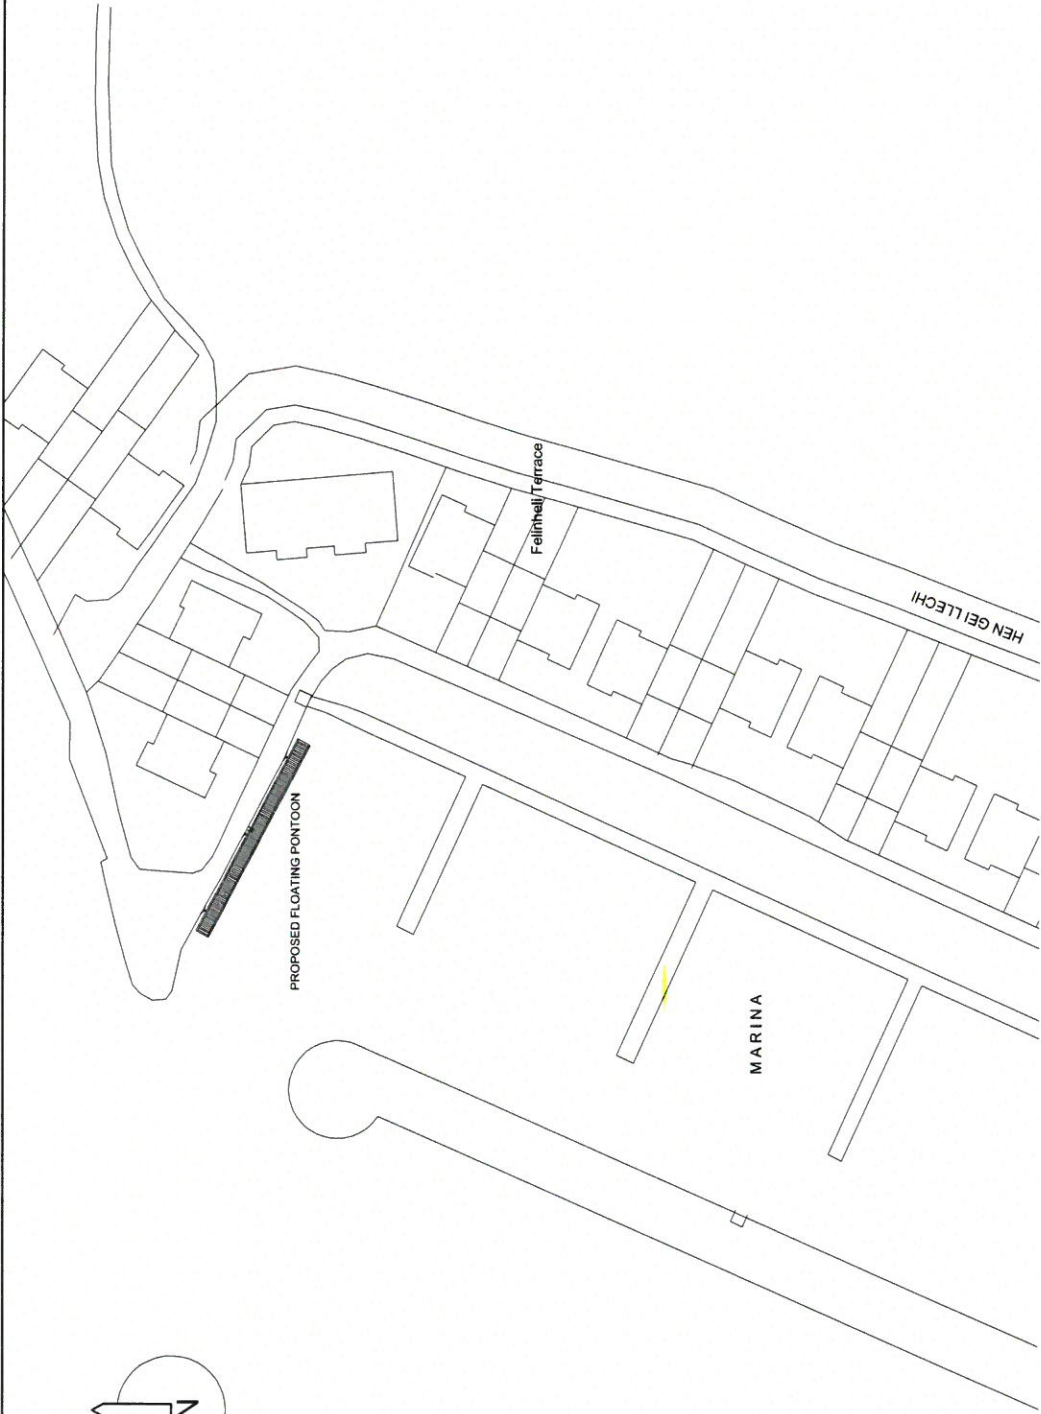 Felinheli Terrace
HEN GEI LLECHI
PROPOSED FLOATING PONTOON
MARINA
N